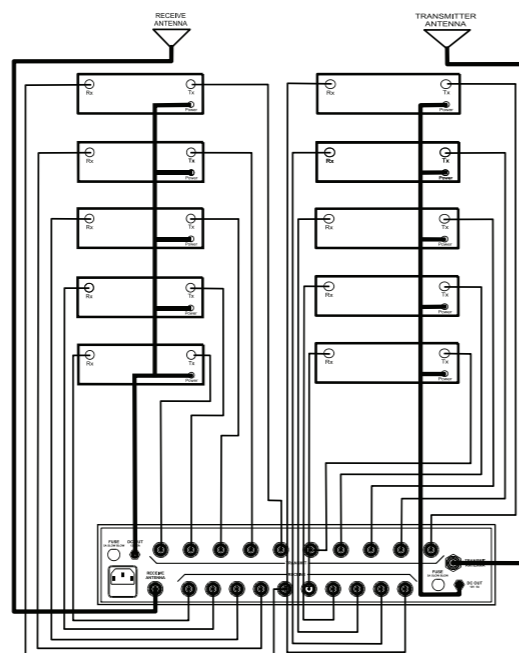 RECEIVE
ANTENNA
TRANSMITTER
ANTENNA
Rx
Tx
Power
Rx
Tx
Power
Rx
Tx
Power
Rx
Tx
Power
Rx
Tx
Power
Rx
Tx
Power
Rx
Tx
Power
Rx
Tx
Power
Rx
Tx
Power
Rx
Tx
Power
FUSE
DC OUT
TRANSMIT
RECEIVE
ANTENNA
FUSE
DC OUT